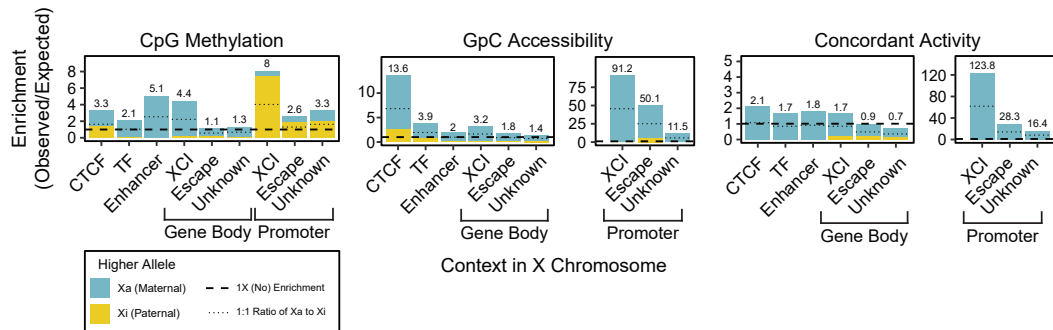 CpG Methylation
GpC Accessibility
Concordant Activity
Enrichment
(Observed/Expected)
8
6
4
2
0
3.3
2.1
5.1
4.4
1.1
1.3
8
2.6
3.3
CTCF
TF
Enhancer
XCI
Escape
Unknown
XCI
Escape
Unknown
Gene Body
Promoter
10
5
0
13.6
3.9
2
3.2
1.8
1.4
CTCF
TF
Enhancer
XCI
Escape
Unknown
Gene Body
75
50
25
0
91.2
50.1
11.5
XCI
Escape
Unknown
Promoter
5
4
3
2
1
0
2.1
1.7
1.8
1.7
0.9
0.7
CTCF
TF
Enhancer
XCI
Escape
Unknown
Gene Body
120
80
40
0
123.8
28.3
16.4
XCI
Escape
Unknown
Promoter
Context in X Chromosome
Higher Allele
Xa (Maternal)
1X (No) Enrichment
Xi (Paternal)
1:1 Ratio of Xa to Xi